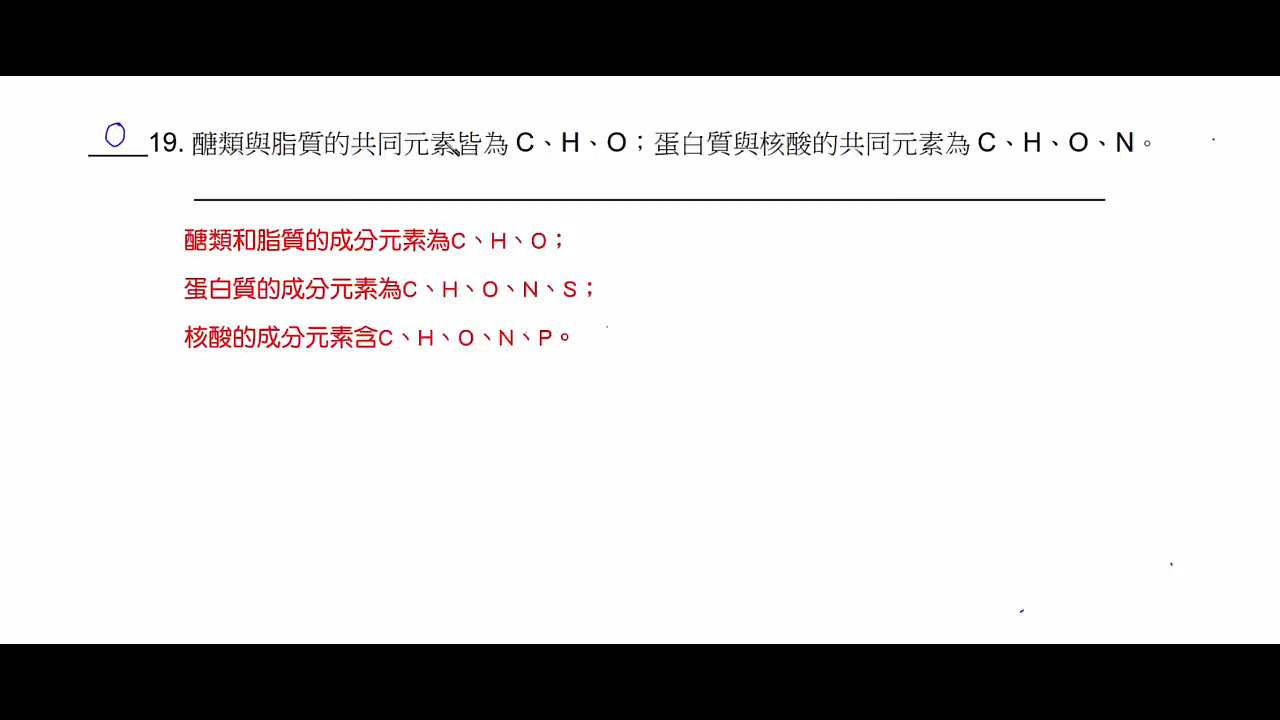 O 19. 醣類與脂質的共同元素皆為 C、H、O；蛋白質與核酸的共同元素為 C、H、O、N。
醣類和脂質的成分元素為C、H、O；
蛋白質的成分元素為C、H、O、N、S；
核酸的成分元素含C、H、O、N、P。